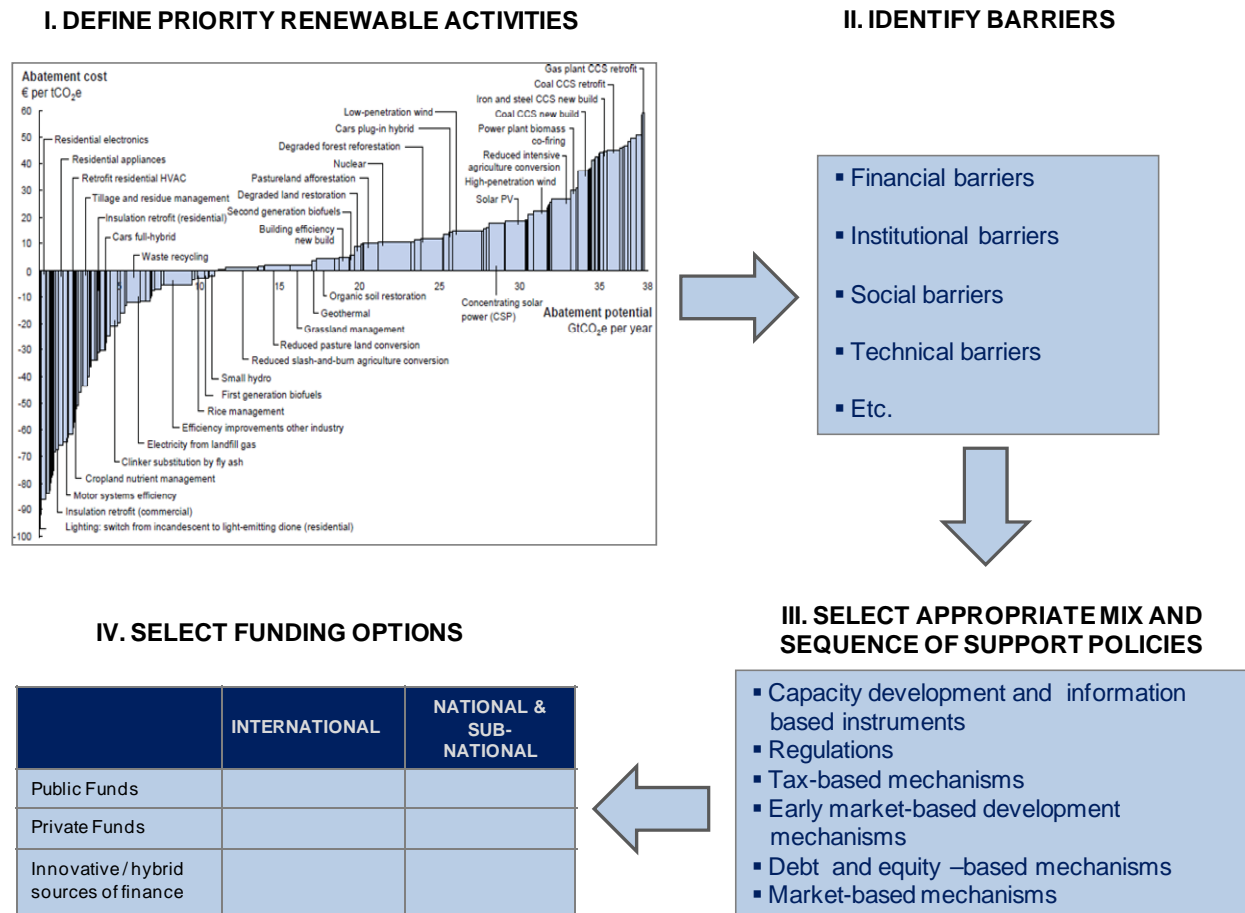 I. DEFINE PRIORITY RENEWABLE ACTIVITIES
Abatement cost
€ per tCO2e
60
50
40
30
20
10
0
-10
-20
-30
-40
-50
-60
-70
-80
-90
-100
Residential electronics
Residential appliances
Retrofit residential HVAC
Tillage and residue management
Insulation retrofit (residential)
Cars full-hybrid
Waste recycling
Low-penetration wind
Cars plug-in hybrid
Degraded forest reforestation
Nuclear
Pastureland afforestation
Degraded land restoration
Second generation biofuels
Building efficiency
new build
Gas plant CCS retrofit
Coal CCS retrofit
Iron and steel CCS new build
Coal CCS new build
Power plant biomass
co-firing
Reduced intensive
agriculture conversion
High-penetration wind
Solar PV
5
10
15
20
25
30
35
38
Organic soil restoration
Geothermal
Grassland management
Reduced pasture land conversion
Reduced slash-and-burn agriculture conversion
Small hydro
First generation biofuels
Rice management
Efficiency improvements other industry
Electricity from landfill gas
Clinker substitution by fly ash
Cropland nutrient management
Motor systems efficiency
Insulation retrofit (commercial)
Lighting: switch from incandescent to light-emitting dione (residential)
Concentrating solar
power (CSP)
Abatement potential
GtCO2e per year
II. IDENTIFY BARRIERS
▪ Financial barriers
▪ Institutional barriers
▪ Social barriers
▪ Technical barriers
▪ Etc.
III. SELECT APPROPRIATE MIX AND
SEQUENCE OF SUPPORT POLICIES
▪ Capacity development and information
based instruments
▪ Regulations
▪ Tax-based mechanisms
▪ Early market-based development
mechanisms
▪ Debt and equity –based mechanisms
▪ Market-based mechanisms
IV. SELECT FUNDING OPTIONS
INTERNATIONAL
NATIONAL &
SUB-
NATIONAL
Public Funds
Private Funds
Innovative / hybrid
sources of finance